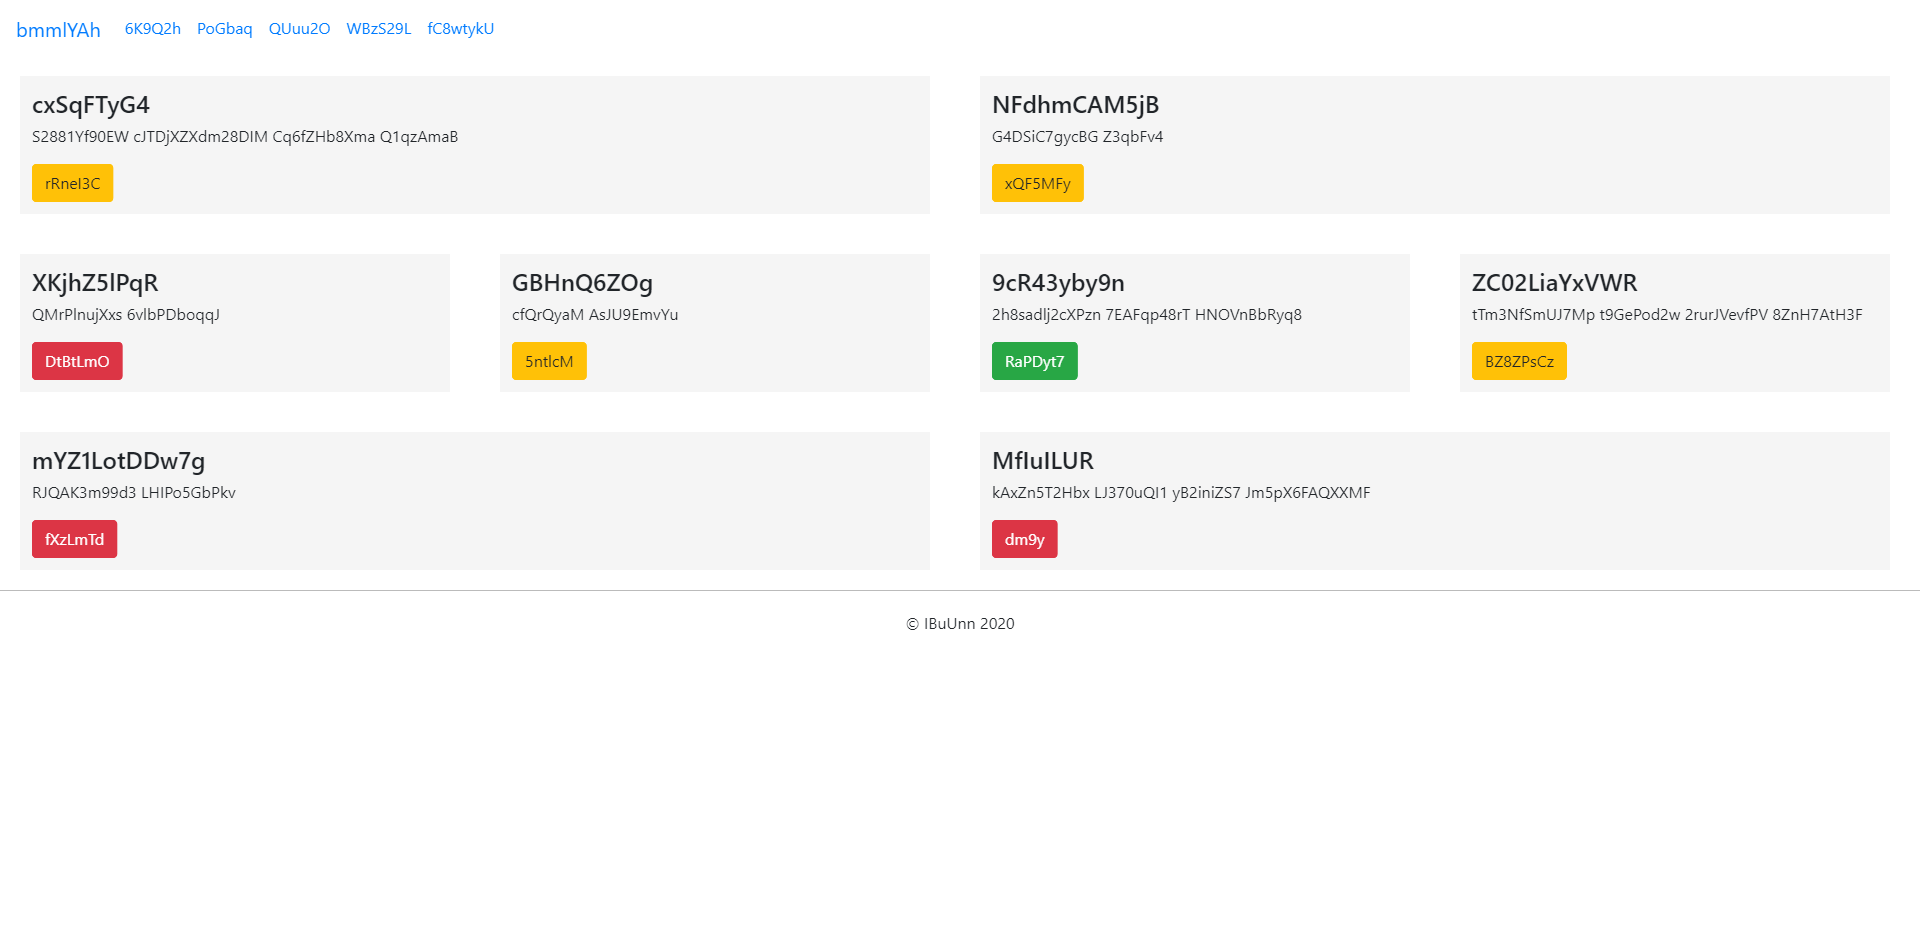 bmmlYAh 6K9Q2h PoGbaq QUuu2O WBzS29L fC8wtykU
cxSqFTyG4
S2881Yf90EW cJTDjXZXdm28DIM Cq6fZHb8Xma Q1qzAmaB
rRneI3C
NFdhmCAM5jB
G4DSiC7gycBG Z3qbFv4
xQF5MFy
XKjhZ5lPqR
QMrPlnujXxs 6vlbPDboqqJ
DtBtLmO
GBHnQ6ZOg
cfQrQyaM AsJU9EmvYu
5ntlcM
9cR43yby9n
2h8sadlj2cXPzn 7EAFqp48rT HNOVnBbRyq8
RaPDyt7
ZC02LiaYxVWR
tTm3NfSmUJ7Mp t9GePod2w 2rurJVevfPV 8ZnH7AtH3F
BZ8ZPsCz
mYZ1LotDDw7g
RJQAK3m99d3 LHIPo5GbPkv
fXzLmTd
MfIuILUR
kAxZn5T2Hbx LJ370uQI1 yB2iniZS7 Jm5pX6FAQXXMF
dm9y
© IBuUnn 2020